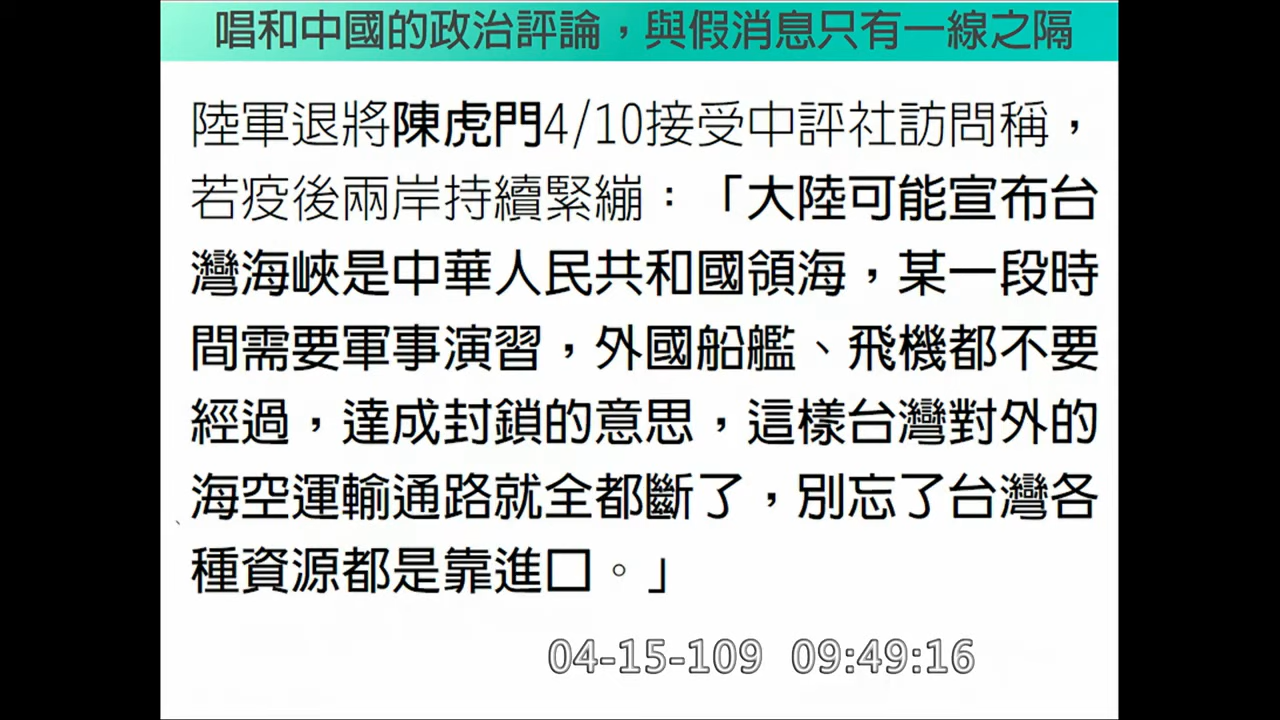 唱和中國的政治評論，與假消息只有一線之隔
陸軍退將陳虎門4/10接受中評社訪問稱，
若疫後兩岸持續緊繃：「大陸可能宣布台
灣海峽是中華人民共和國領海，某一段時
間需要軍事演習，外國船艦、飛機都不要
經過，達成封鎖的意思，這樣台灣對外的
海空運輸通路就全都斷了，別忘了台灣各
種資源都是靠進口。」
04-15-109 09:49:16